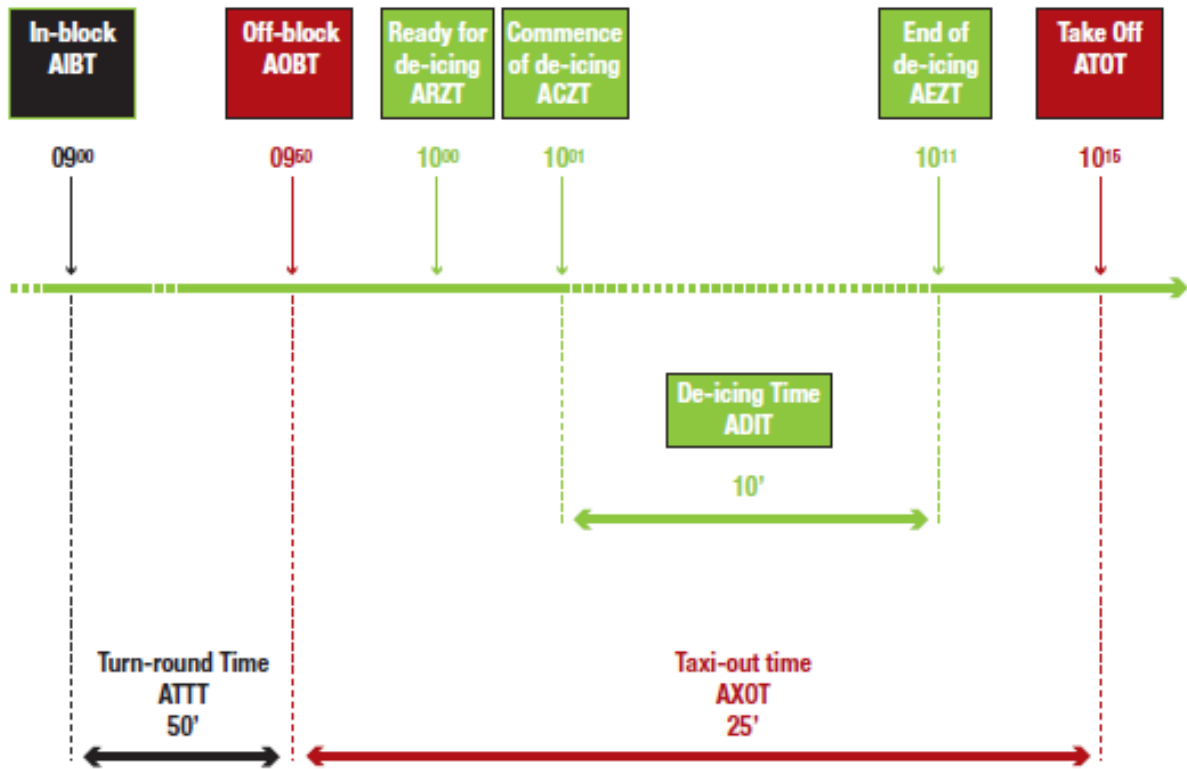 In-block
AIBT
Off-block
AOBT
Ready for
de-icing
ARZT
Commence
of de-icing
ACZT
End of
de-icing
AEZT
Take Off
ATOT
0900
0950
1000
1001
1011
1015
De-icing Time
ADIT
10’
Turn-round Time
ATTT
50’
Taxi-out time
AXOT
25’